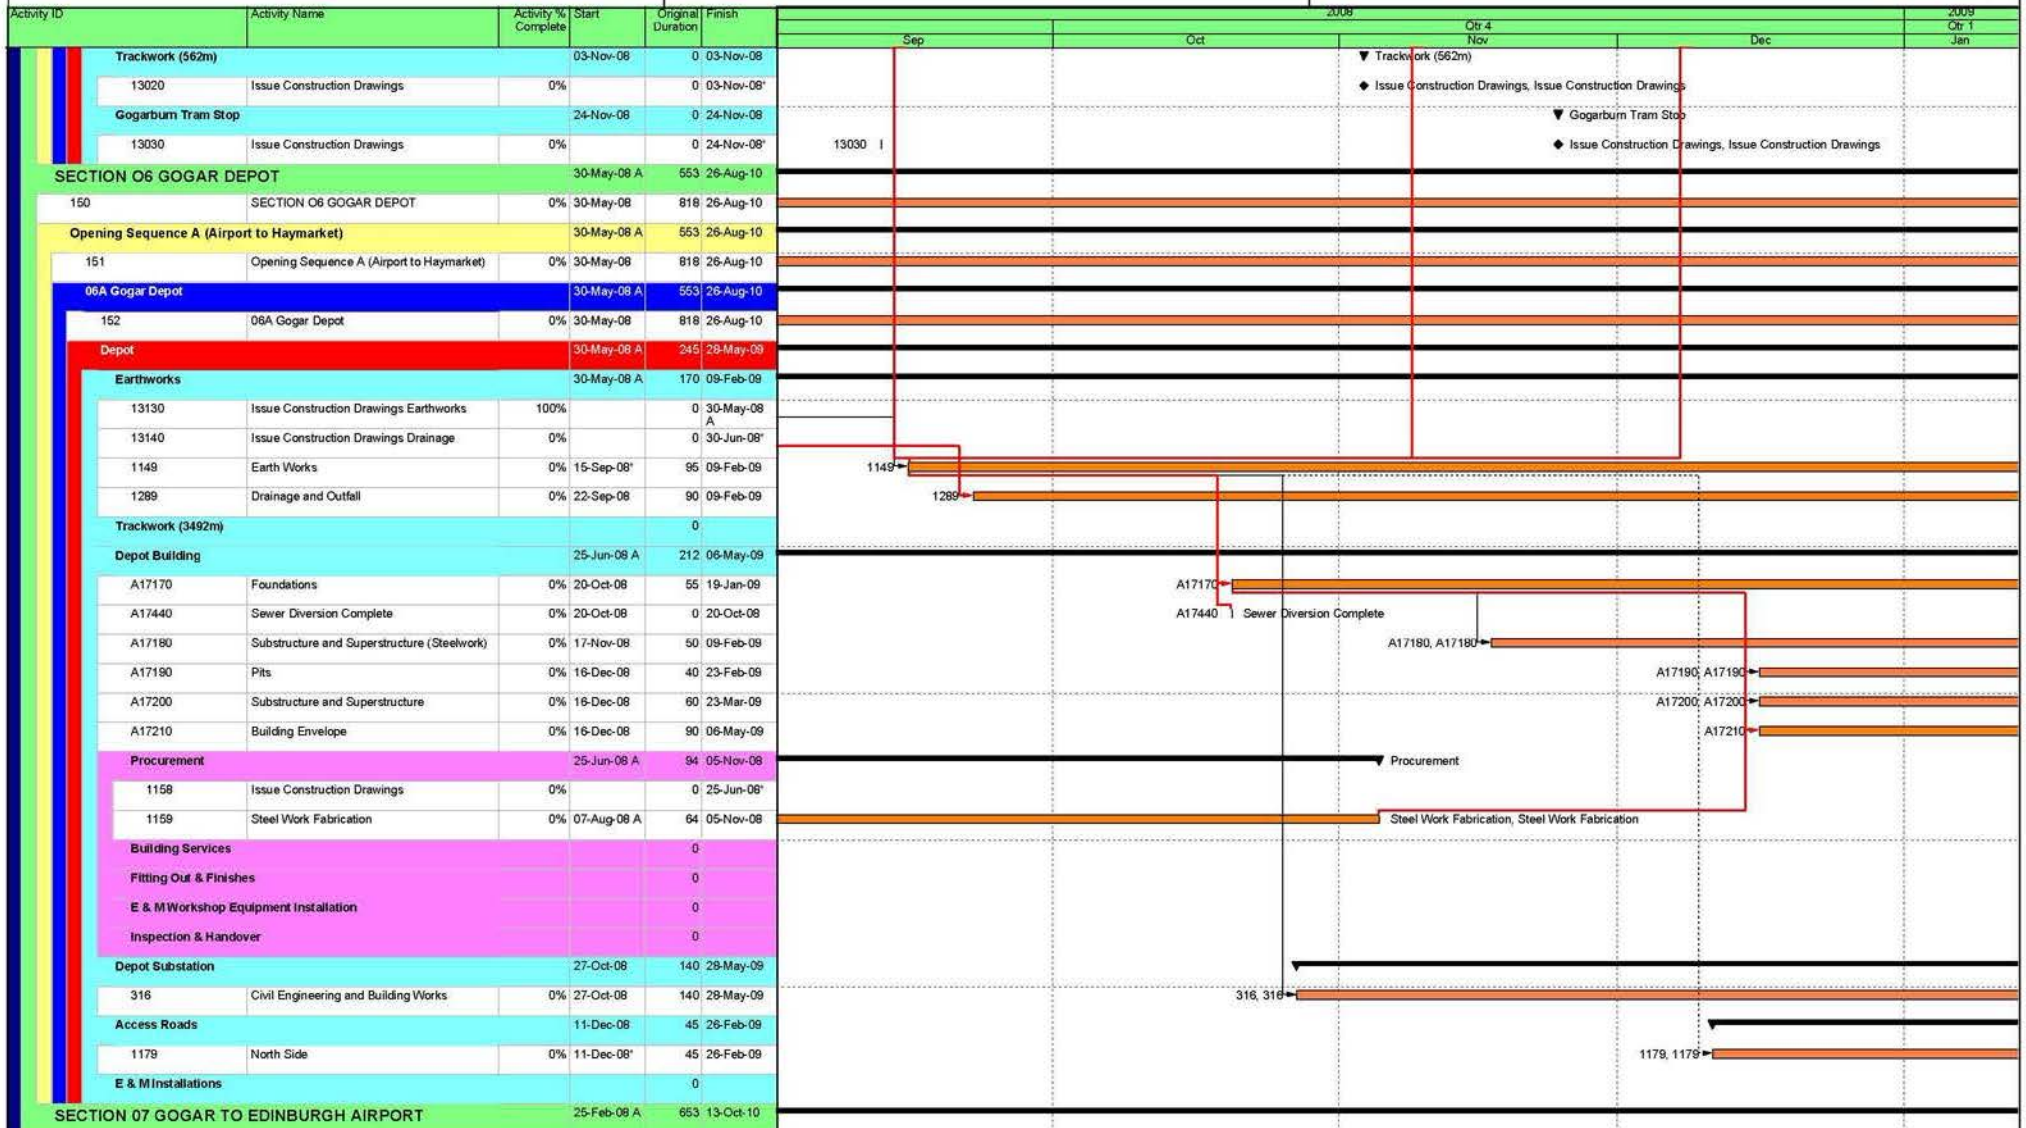 Activity ID Activity Name Activity % Complete Start Original Duration Finish 2008 2009
Qtr 4 Qtr 1
Sep Oct Nov Dec Jan
Trackwork (562m) 03-Nov-08 0 03-Nov-08 Trackwork (562m)
13020 Issue Construction Drawings 0% 0 03-Nov-08* Issue Construction Drawings, Issue Construction Drawings
Gogarburn Tram Stop 24-Nov-08 0 24-Nov-08 Gogarburn Tram Stop
13030 Issue Construction Drawings 0% 0 24-Nov-08* 13030 Issue Construction Drawings, Issue Construction Drawings
SECTION O6 GOGAR DEPOT 30-May-08 A 553 26-Aug-10
150 SECTION O6 GOGAR DEPOT 0% 30-May-08 818 26-Aug-10
Opening Sequence A (Airport to Haymarket) 30-May-08 A 553 26-Aug-10
151 Opening Sequence A (Airport to Haymarket) 0% 30-May-08 818 26-Aug-10
06A Gogar Depot 30-May-08 A 553 26-Aug-10
152 06A Gogar Depot 0% 30-May-08 818 26-Aug-10
Depot 30-May-08 A 245 28-May-09
Earthworks 30-May-08 A 170 09-Feb-09
13130 Issue Construction Drawings Earthworks 100% 0 30-May-08 A
13140 Issue Construction Drawings Drainage 0% 0 30-Jun-08*
1149 Earth Works 0% 15-Sep-08* 95 09-Feb-09 1149
1289 Drainage and Outfall 0% 22-Sep-08 90 09-Feb-09 1289
Trackwork (3492m) 0
Depot Building 25-Jun-08 A 212 06-May-09
A17170 Foundations 0% 20-Oct-08 55 19-Jan-09 A17170
A17440 Sewer Diversion Complete 0% 20-Oct-08 0 20-Oct-08 A17440 Sewer Diversion Complete
A17180 Substructure and Superstructure (Steelwork) 0% 17-Nov-08 50 09-Feb-09 A17180, A17180
A17190 Pits 0% 16-Dec-08 40 23-Feb-09 A17190, A17190
A17200 Substructure and Superstructure 0% 16-Dec-08 60 23-Mar-09 A17200, A17200
A17210 Building Envelope 0% 16-Dec-08 90 06-May-09 A17210
Procurement 25-Jun-08 A 94 05-Nov-08 Procurement
1158 Issue Construction Drawings 0% 0 25-Jun-08*
1159 Steel Work Fabrication 0% 07-Aug-08 A 64 05-Nov-08 Steel Work Fabrication, Steel Work Fabrication
Building Services 0
Fitting Out & Finishes 0
E & M Workshop Equipment Installation 0
Inspection & Handover 0
Depot Substation 27-Oct-08 140 28-May-09
316 Civil Engineering and Building Works 0% 27-Oct-08 140 28-May-09 316, 316
Access Roads 11-Dec-08 45 26-Feb-09
1179 North Side 0% 11-Dec-08* 45 26-Feb-09 1179, 1179
E & M Installations 0
SECTION 07 GOGAR TO EDINBURGH AIRPORT 25-Feb-08 A 653 13-Oct-10